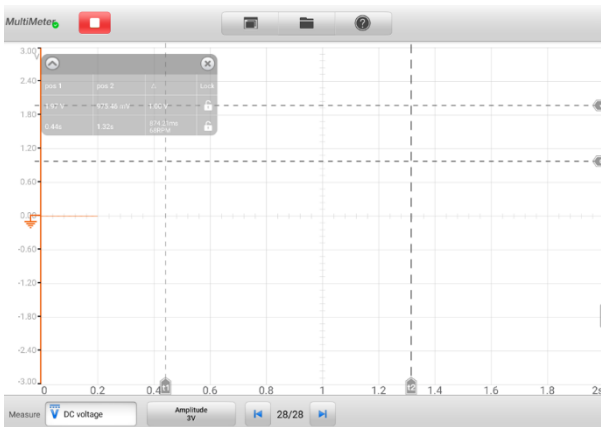 MultiMeter
3.00
V
2.40
1.80
1.20
0.60
0.00
-0.60
-1.20
-1.80
-2.40
-3.00
pos 1 pos 2 Lock
0.44s 1.32s
0 0.2 0.4 0.6 0.8 1 1.2 1.4 1.6 1.8 2s
t2
Measure V DC voltage Amplitude 28/28
3V